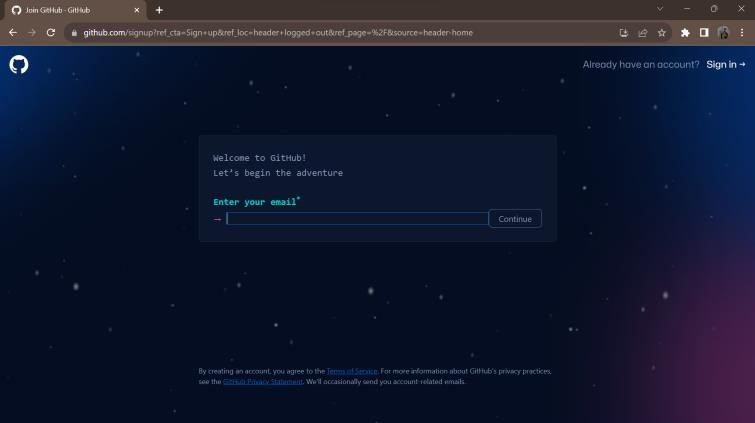 Join GitHub · GitHub
github.com/signup?ref_cta=Sign+up&ref_loc=header+logged+out&ref_page=%2F&source=header-home
Already have an account? Sign in →
Welcome to GitHub!
Let's begin the adventure
Enter your email*
→
Continue
By creating an account, you agree to the Terms of Service. For more information about GitHub's privacy practices,
see the GitHub Privacy Statement. We'll occasionally send you account-related emails.